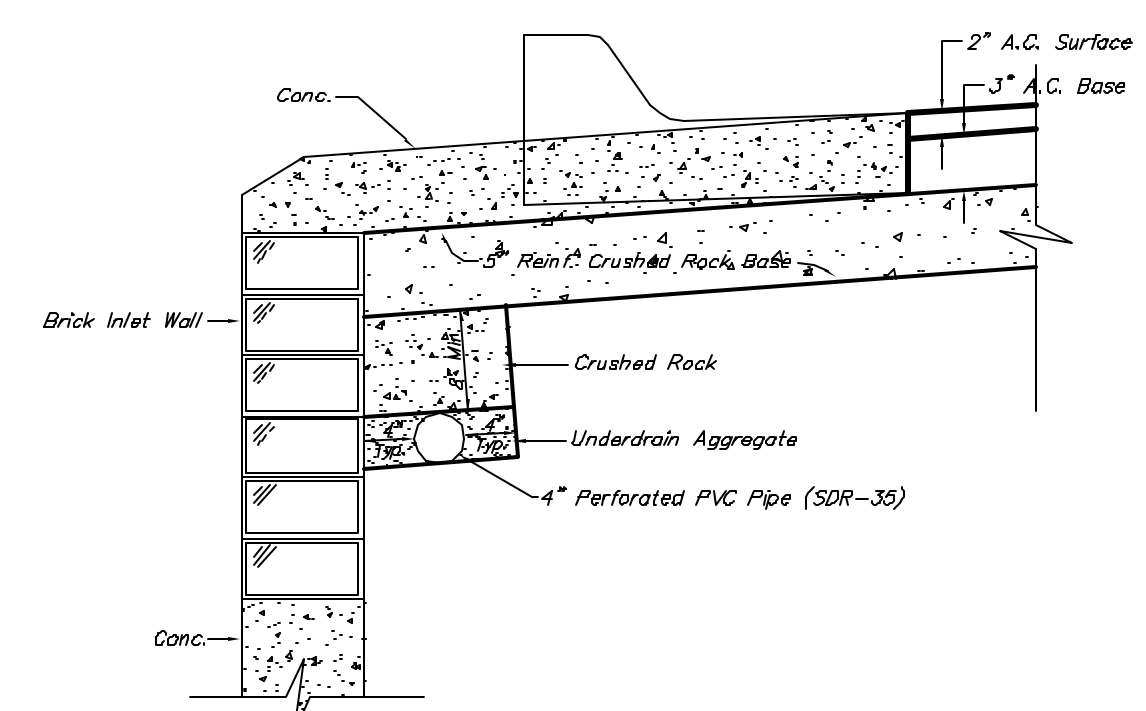 2" A.C. Surface
3" A.C. Base
Conc.
5" Reinf. Crushed Rock Base
Brick Inlet Wall
8" Min.
Crushed Rock
4"
Typ.
4"
Typ.
Underdrain Aggregate
4" Perforated PVC Pipe (SDR-35)
Conc.